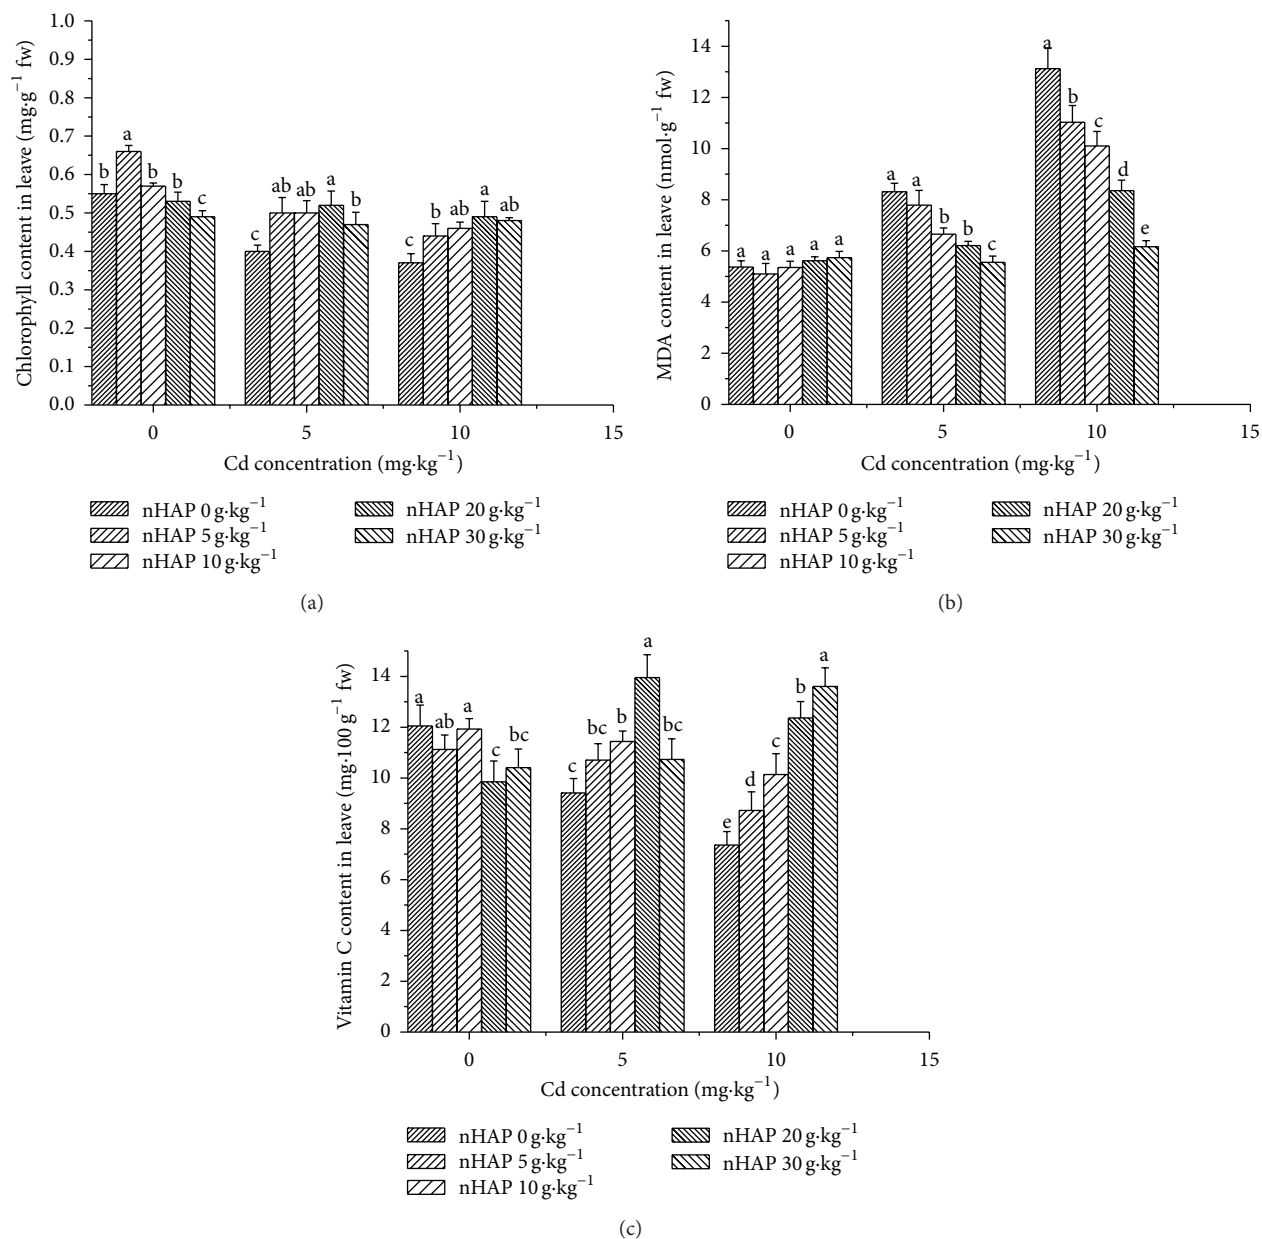 1.0
0.9
0.8
0.7
0.6
0.5
0.4
0.3
0.2
0.1
0.0
Chlorophyll content in leave (mg·g⁻¹ fw)
b a b b c
c ab ab a b
c b ab a ab
0 5 10 15
Cd concentration (mg·kg⁻¹)
nHAP 0 g·kg⁻¹
nHAP 5 g·kg⁻¹
nHAP 10 g·kg⁻¹
nHAP 20 g·kg⁻¹
nHAP 30 g·kg⁻¹
(a)
14
12
10
8
6
4
2
0
MDA content in leave (nmol·g⁻¹ fw)
a a a a a
a a b b c
a b c d e
0 5 10 15
Cd concentration (mg·kg⁻¹)
nHAP 0 g·kg⁻¹
nHAP 5 g·kg⁻¹
nHAP 10 g·kg⁻¹
nHAP 20 g·kg⁻¹
nHAP 30 g·kg⁻¹
(b)
14
12
10
8
6
4
2
0
Vitamin C content in leave (mg·100 g⁻¹ fw)
a ab a c bc
c bc b a bc
e d c b a
0 5 10 15
Cd concentration (mg·kg⁻¹)
nHAP 0 g·kg⁻¹
nHAP 5 g·kg⁻¹
nHAP 10 g·kg⁻¹
nHAP 20 g·kg⁻¹
nHAP 30 g·kg⁻¹
(c)